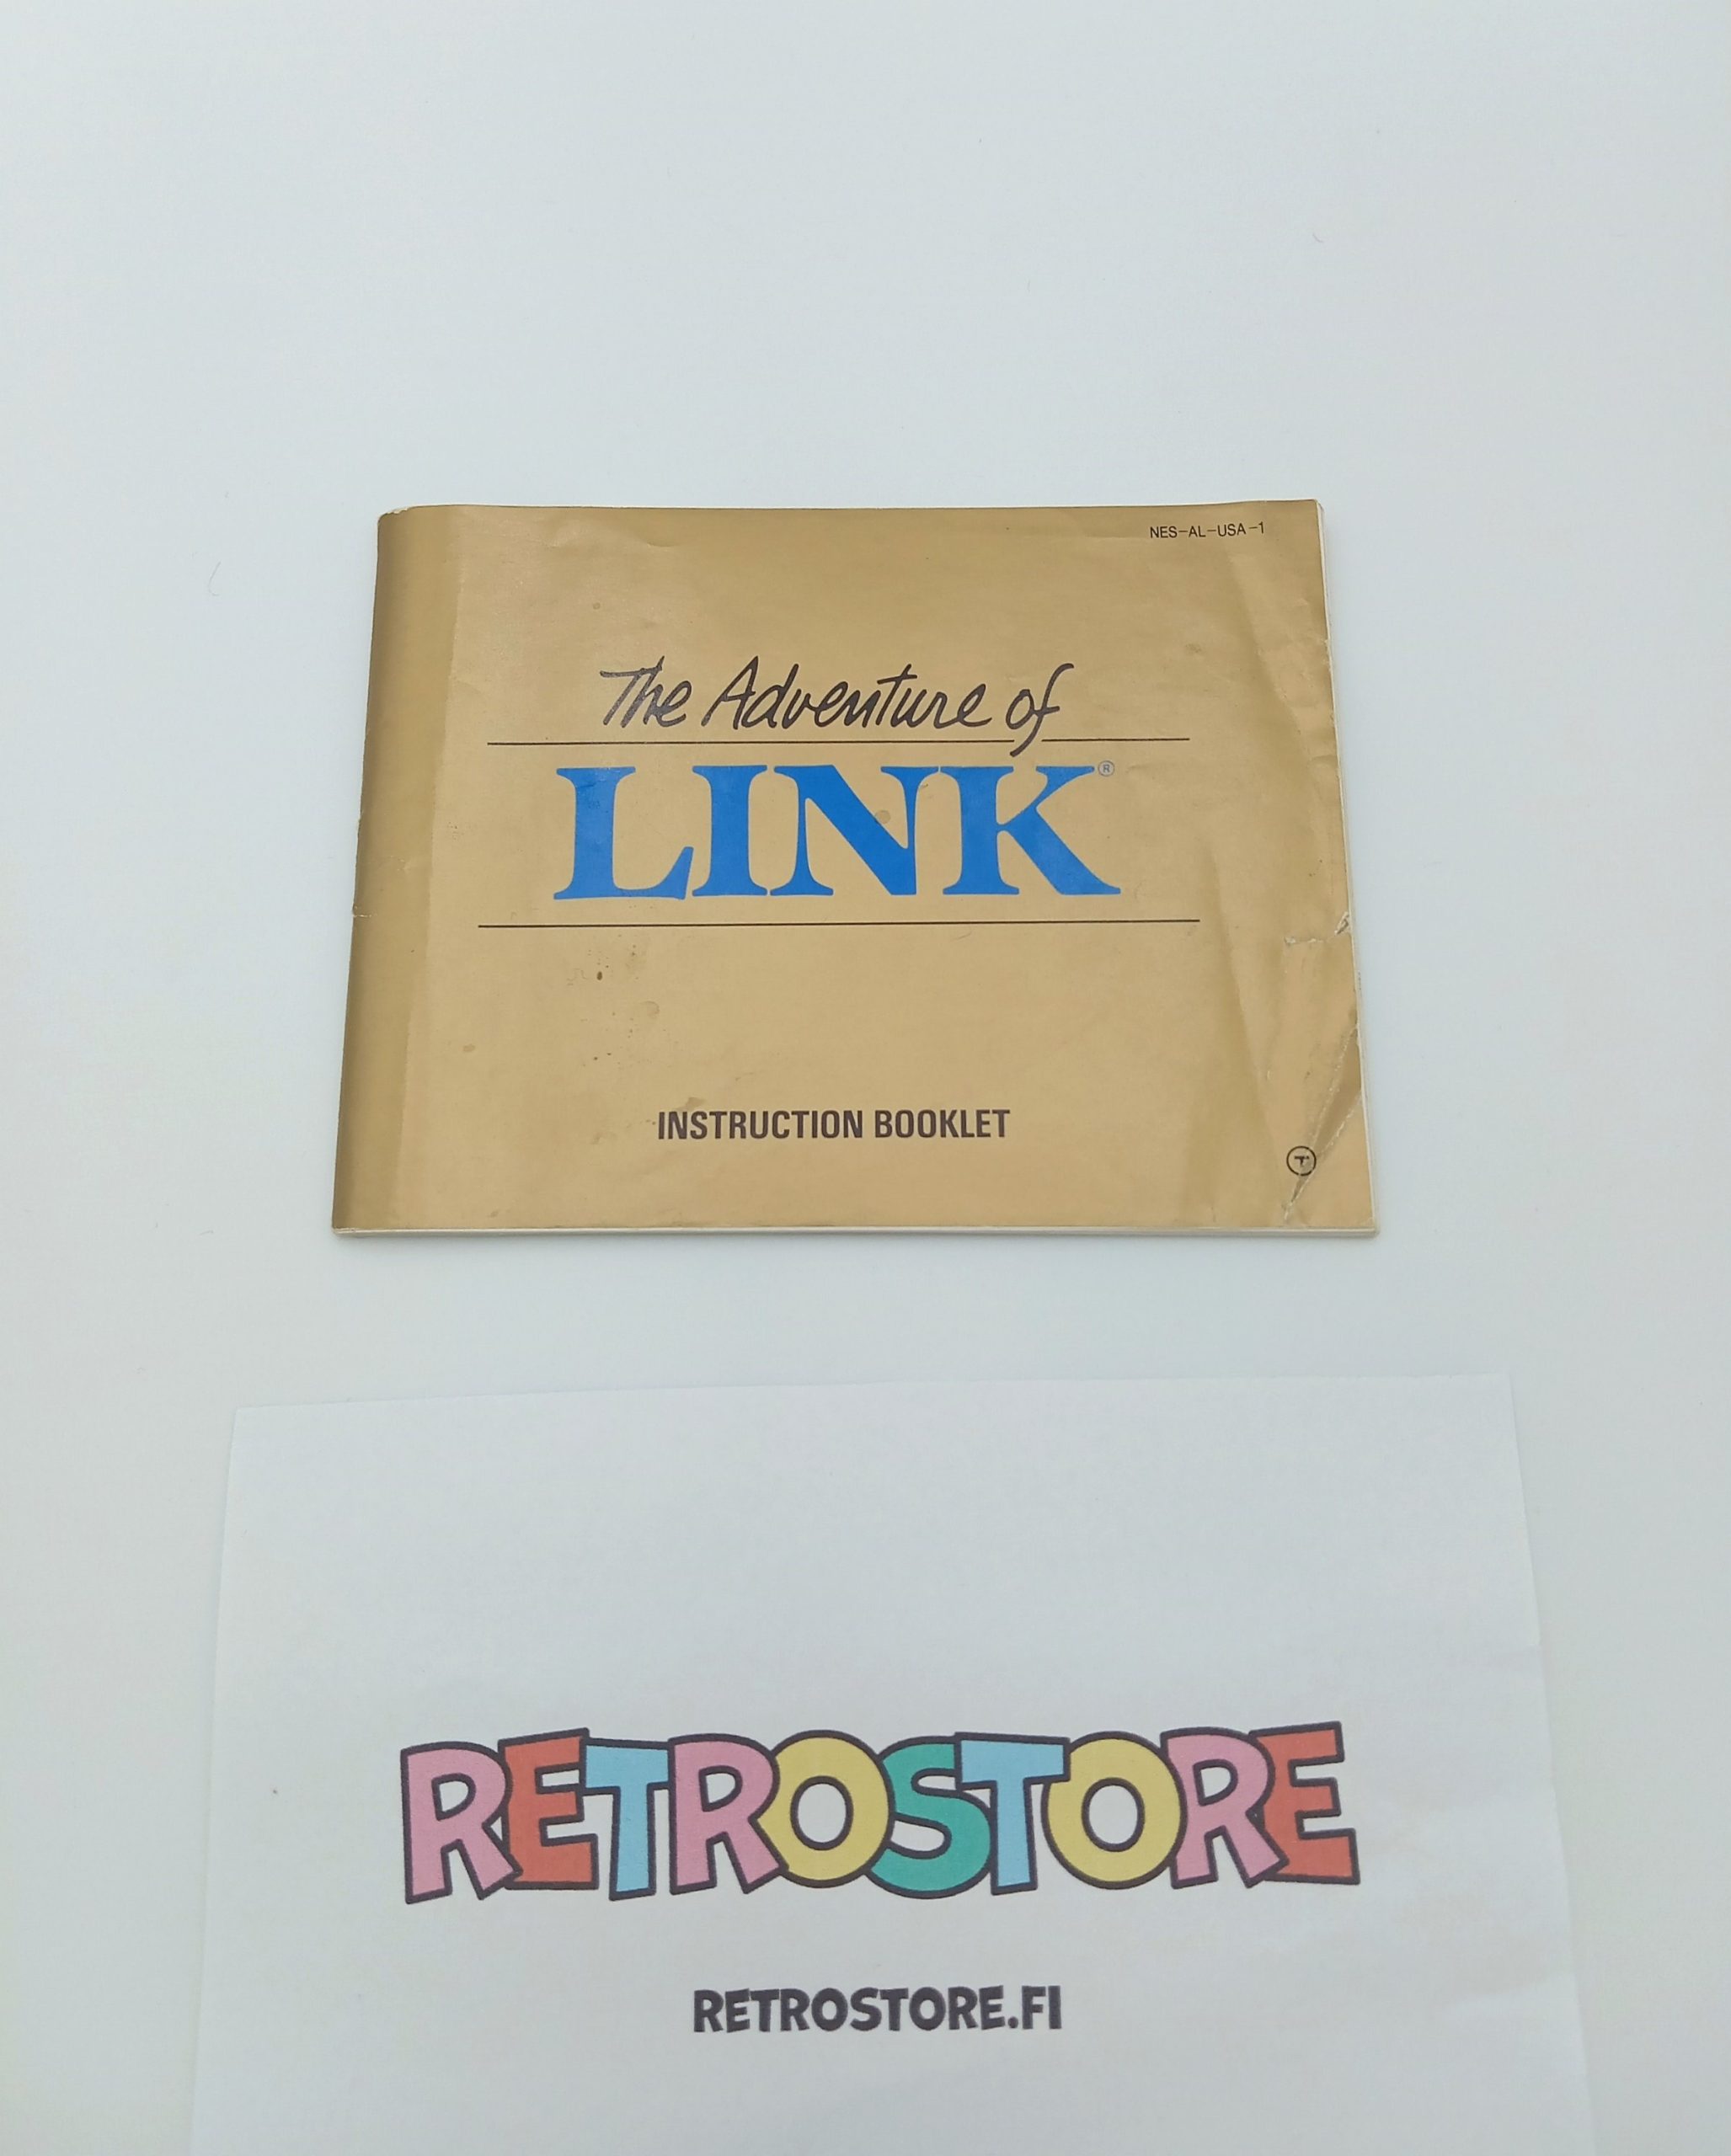 NES-AL-USA-1
The Adventure of
LINK®
INSTRUCTION BOOKLET
T
RETROSTORE
RETROSTORE.FI